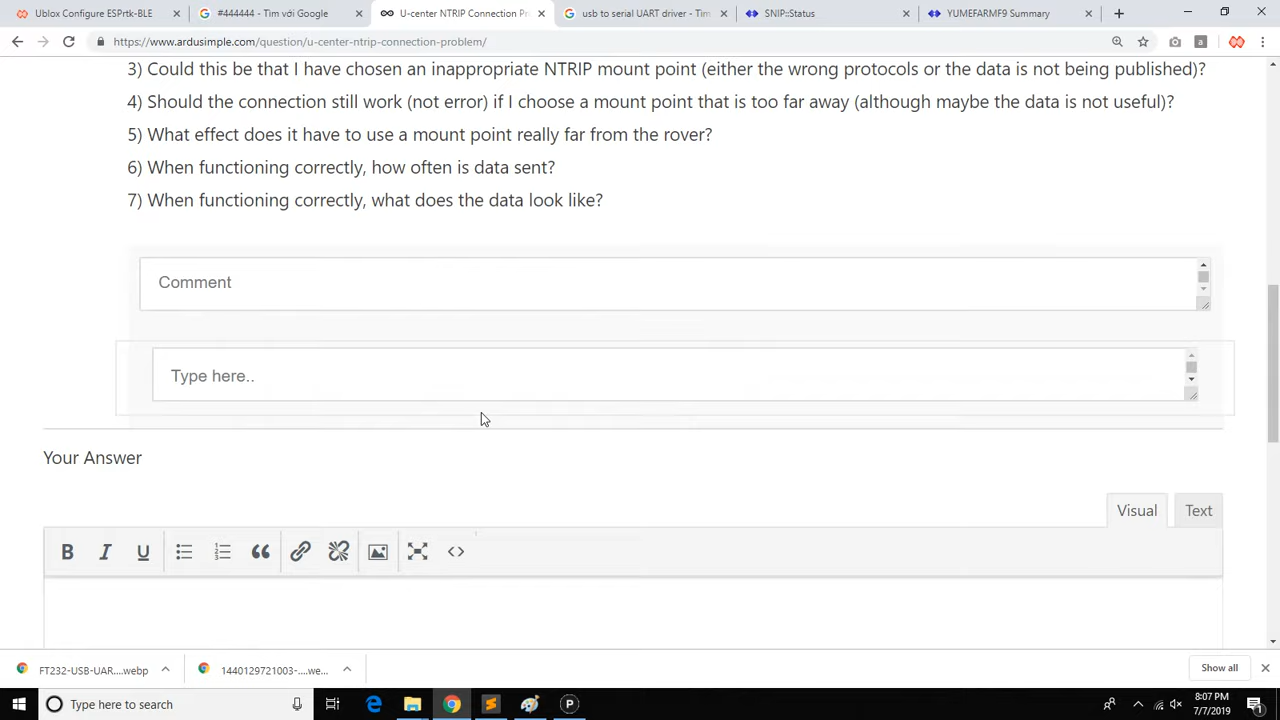 Ublox Configure ESPrtk-BLE
#444444 - Tìm với Google
U-center NTRIP Connection Pr
usb to serial UART driver - Tìm
SNIP::Status
YUMEFARMF9 Summary
https://www.ardusimple.com/question/u-center-ntrip-connection-problem/
a
3) Could this be that I have chosen an inappropriate NTRIP mount point (either the wrong protocols or the data is not being published)?
4) Should the connection still work (not error) if I choose a mount point that is too far away (although maybe the data is not useful)?
5) What effect does it have to use a mount point really far from the rover?
6) When functioning correctly, how often is data sent?
7) When functioning correctly, what does the data look like?
Comment
Type here..
Your Answer
Visual Text
B I U
FT232-USB-UAR....webp
1440129721003-....we...
Show all
Type here to search
P
8:07 PM
7/7/2019
1